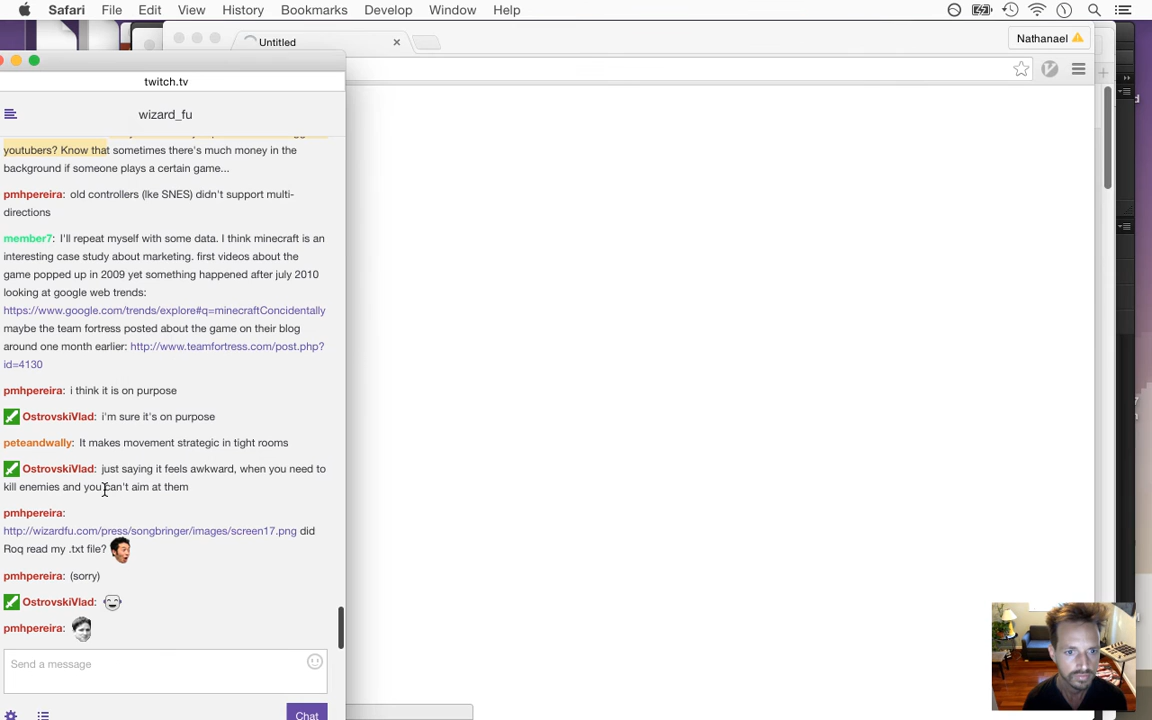 Safari File Edit View History Bookmarks Develop Window Help
Untitled
Nathanael
twitch.tv
wizard_fu
youtubers? Know that sometimes there's much money in the
background if someone plays a certain game...
pmhpereira: old controllers (lke SNES) didn't support multi-
directions
member7: I'll repeat myself with some data. I think minecraft is an
interesting case study about marketing. first videos about the
game popped up in 2009 yet something happened after july 2010
looking at google web trends:
https://www.google.com/trends/explore#q=minecraftConcidentally
maybe the team fortress posted about the game on their blog
around one month earlier: http://www.teamfortress.com/post.php?
id=4130
pmhpereira: i think it is on purpose
OstrovskiVlad: i'm sure it's on purpose
peteandwally: It makes movement strategic in tight rooms
OstrovskiVlad: just saying it feels awkward, when you need to
kill enemies and you can't aim at them
pmhpereira:
http://wizardfu.com/press/songbringer/images/screen17.png did
Roq read my .txt file?
pmhpereira: (sorry)
OstrovskiVlad:
pmhpereira:
Send a message
Chat